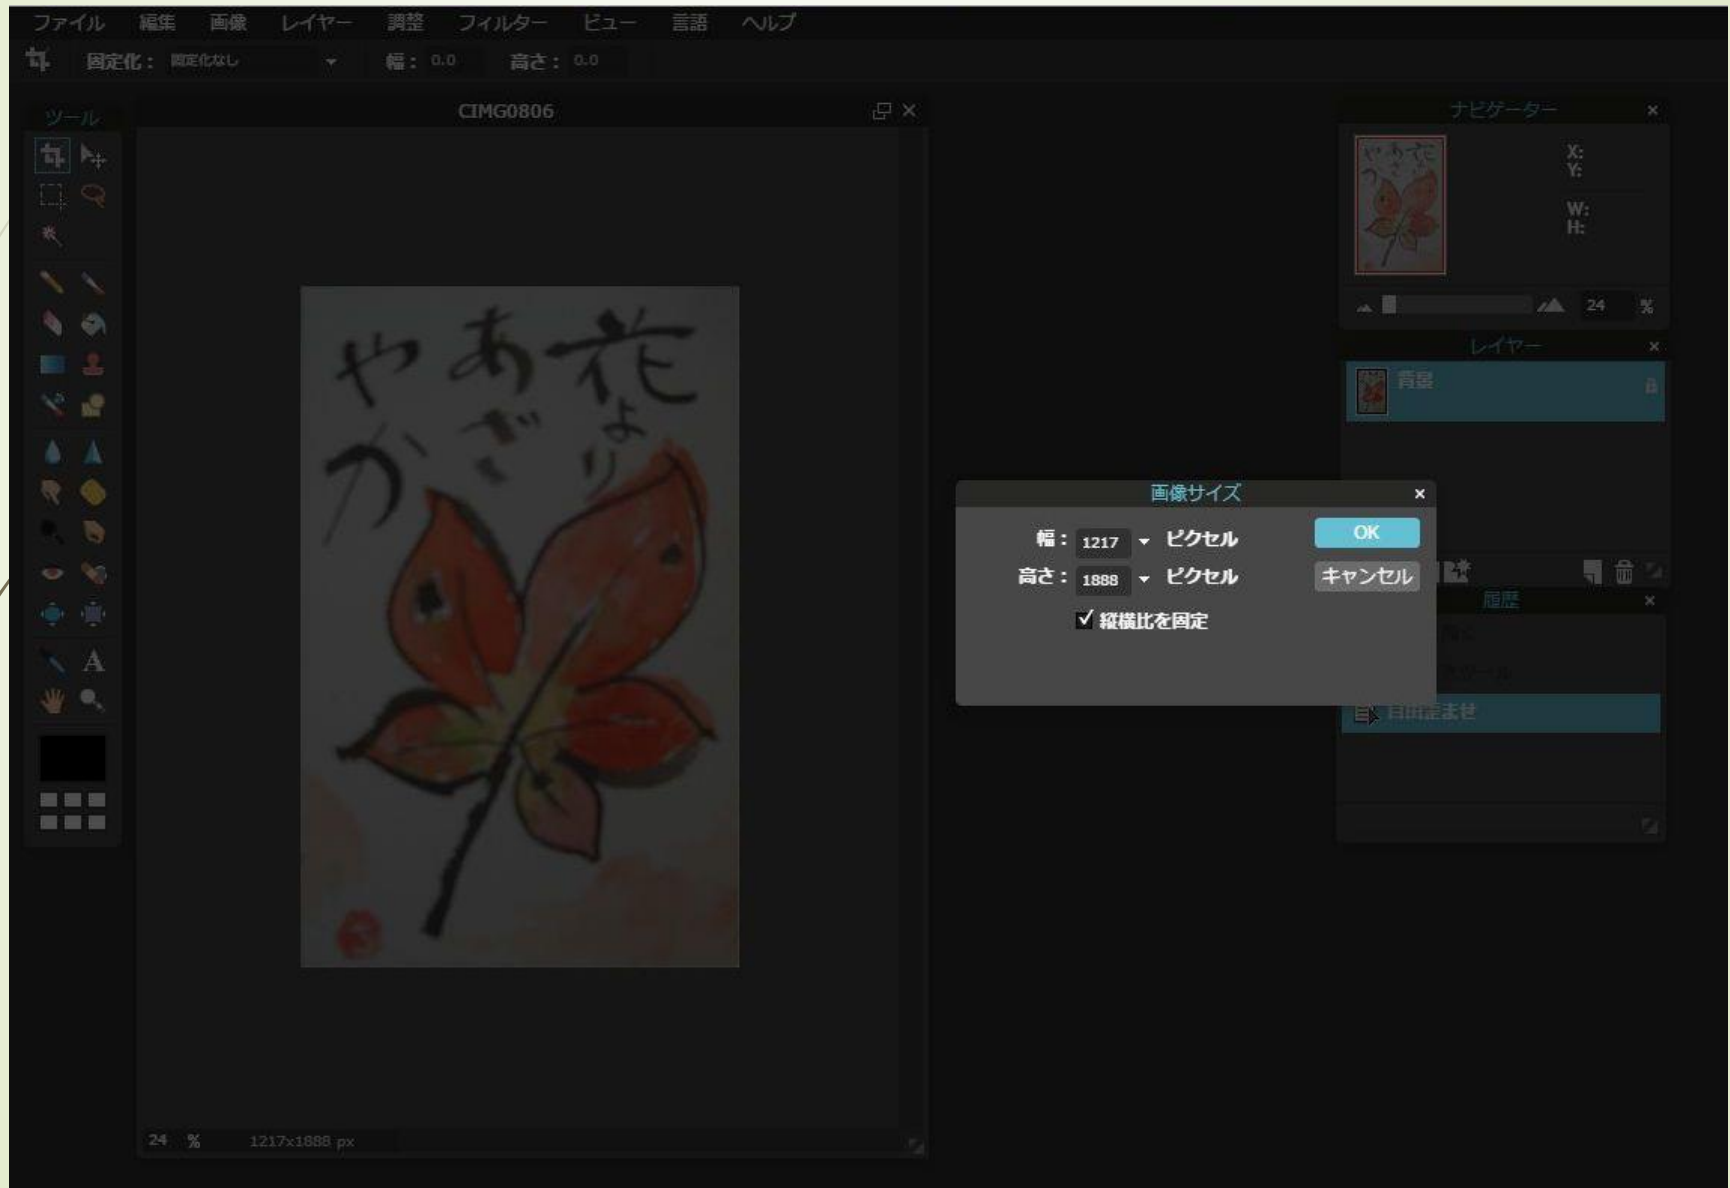 ファイル 編集 画像 レイヤー 調整 フィルター ビュー 言語 ヘルプ
固定化： 固定化なし 幅： 0.0 高さ： 0.0
ツール
CIMG0806
花より
あざ
やか
24 % 1217x1888 px
ナビゲーター
X:
Y:
W:
H:
24 %
レイヤー
背景
画像サイズ
幅： 1217 ピクセル OK
高さ： 1888 ピクセル キャンセル
縦横比を固定
履歴
自由歪ませ
A